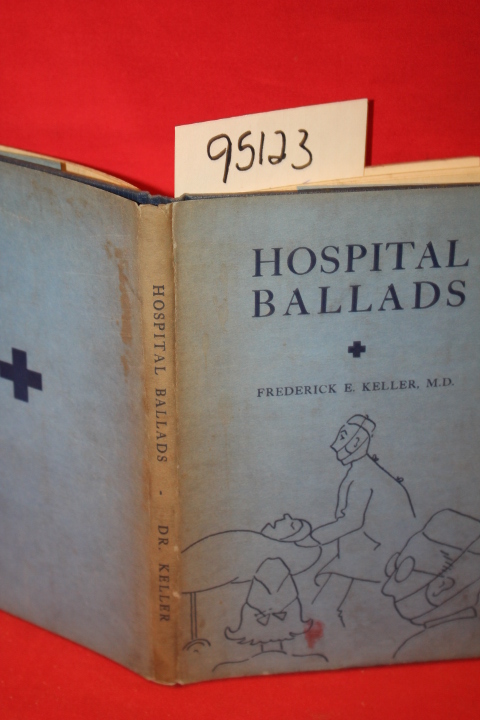 95123
HOSPITAL
BALLADS
FREDERICK E. KELLER, M.D.
HOSPITAL BALLADS - DR. KELLER